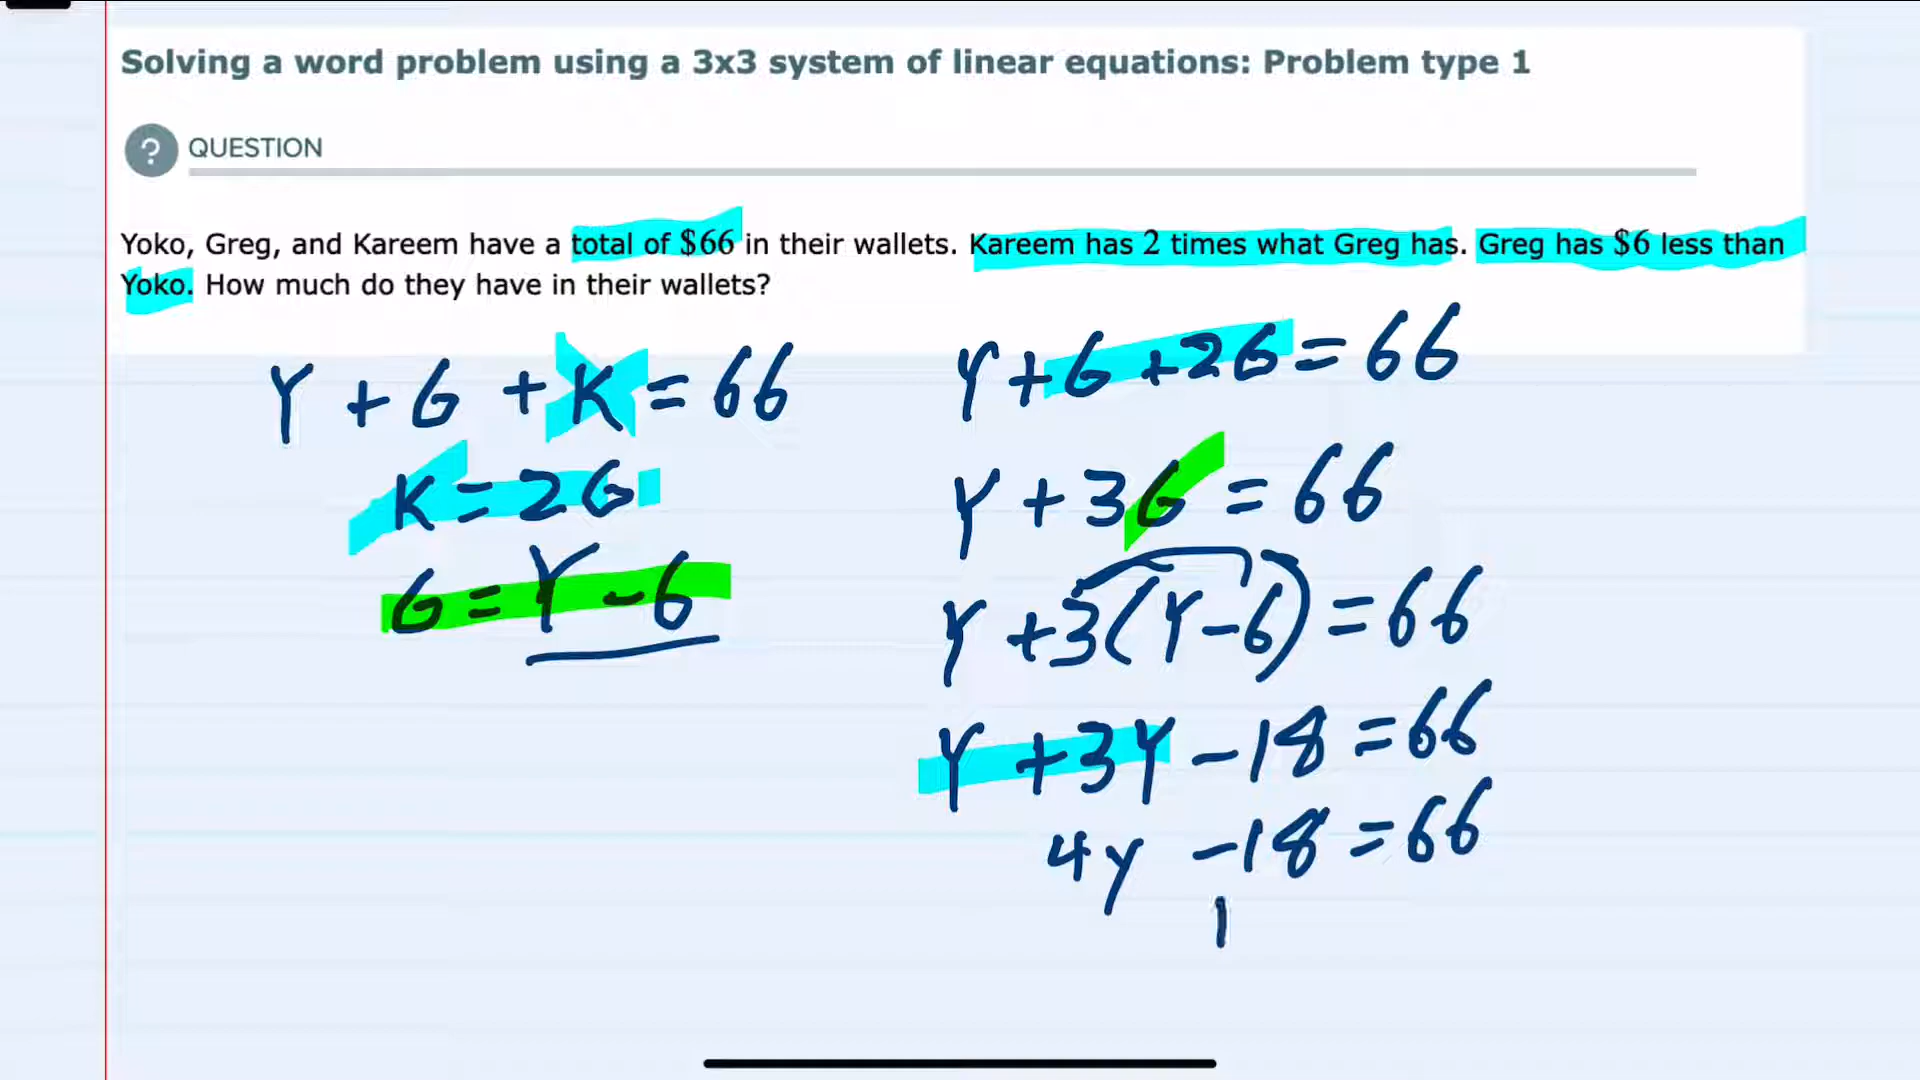 Solving a word problem using a 3x3 system of linear equations: Problem type 1
? QUESTION
Yoko, Greg, and Kareem have a total of $66 in their wallets. Kareem has 2 times what Greg has. Greg has $6 less than
Yoko. How much do they have in their wallets?
Y + G + K = 66
K = 2G
G = Y - 6
Y + G + 2G = 66
Y + 3G = 66
Y + 3(Y - 6) = 66
Y + 3Y - 18 = 66
4Y - 18 = 66
1